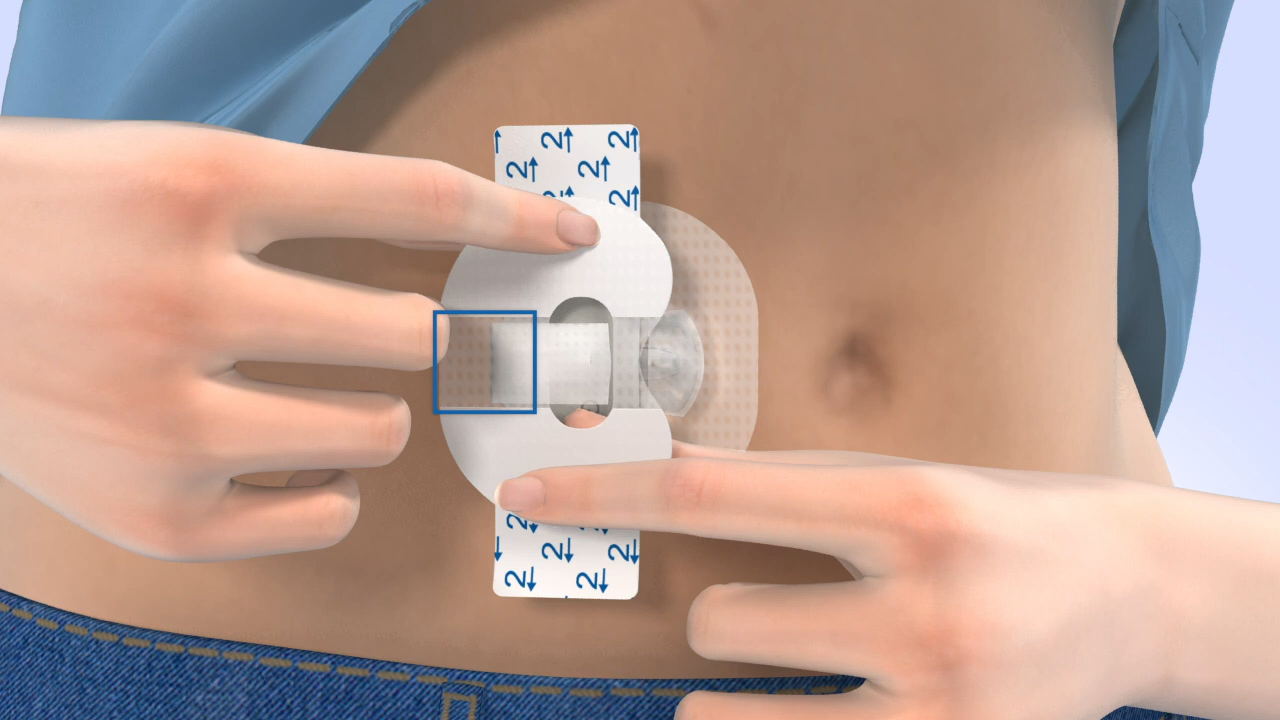 ↑ 2↑ 2↑
2↑ 2↑
2↑ 2↑
2↓ 2↓
↓ 2↓ 2↓
2↓ 2↓